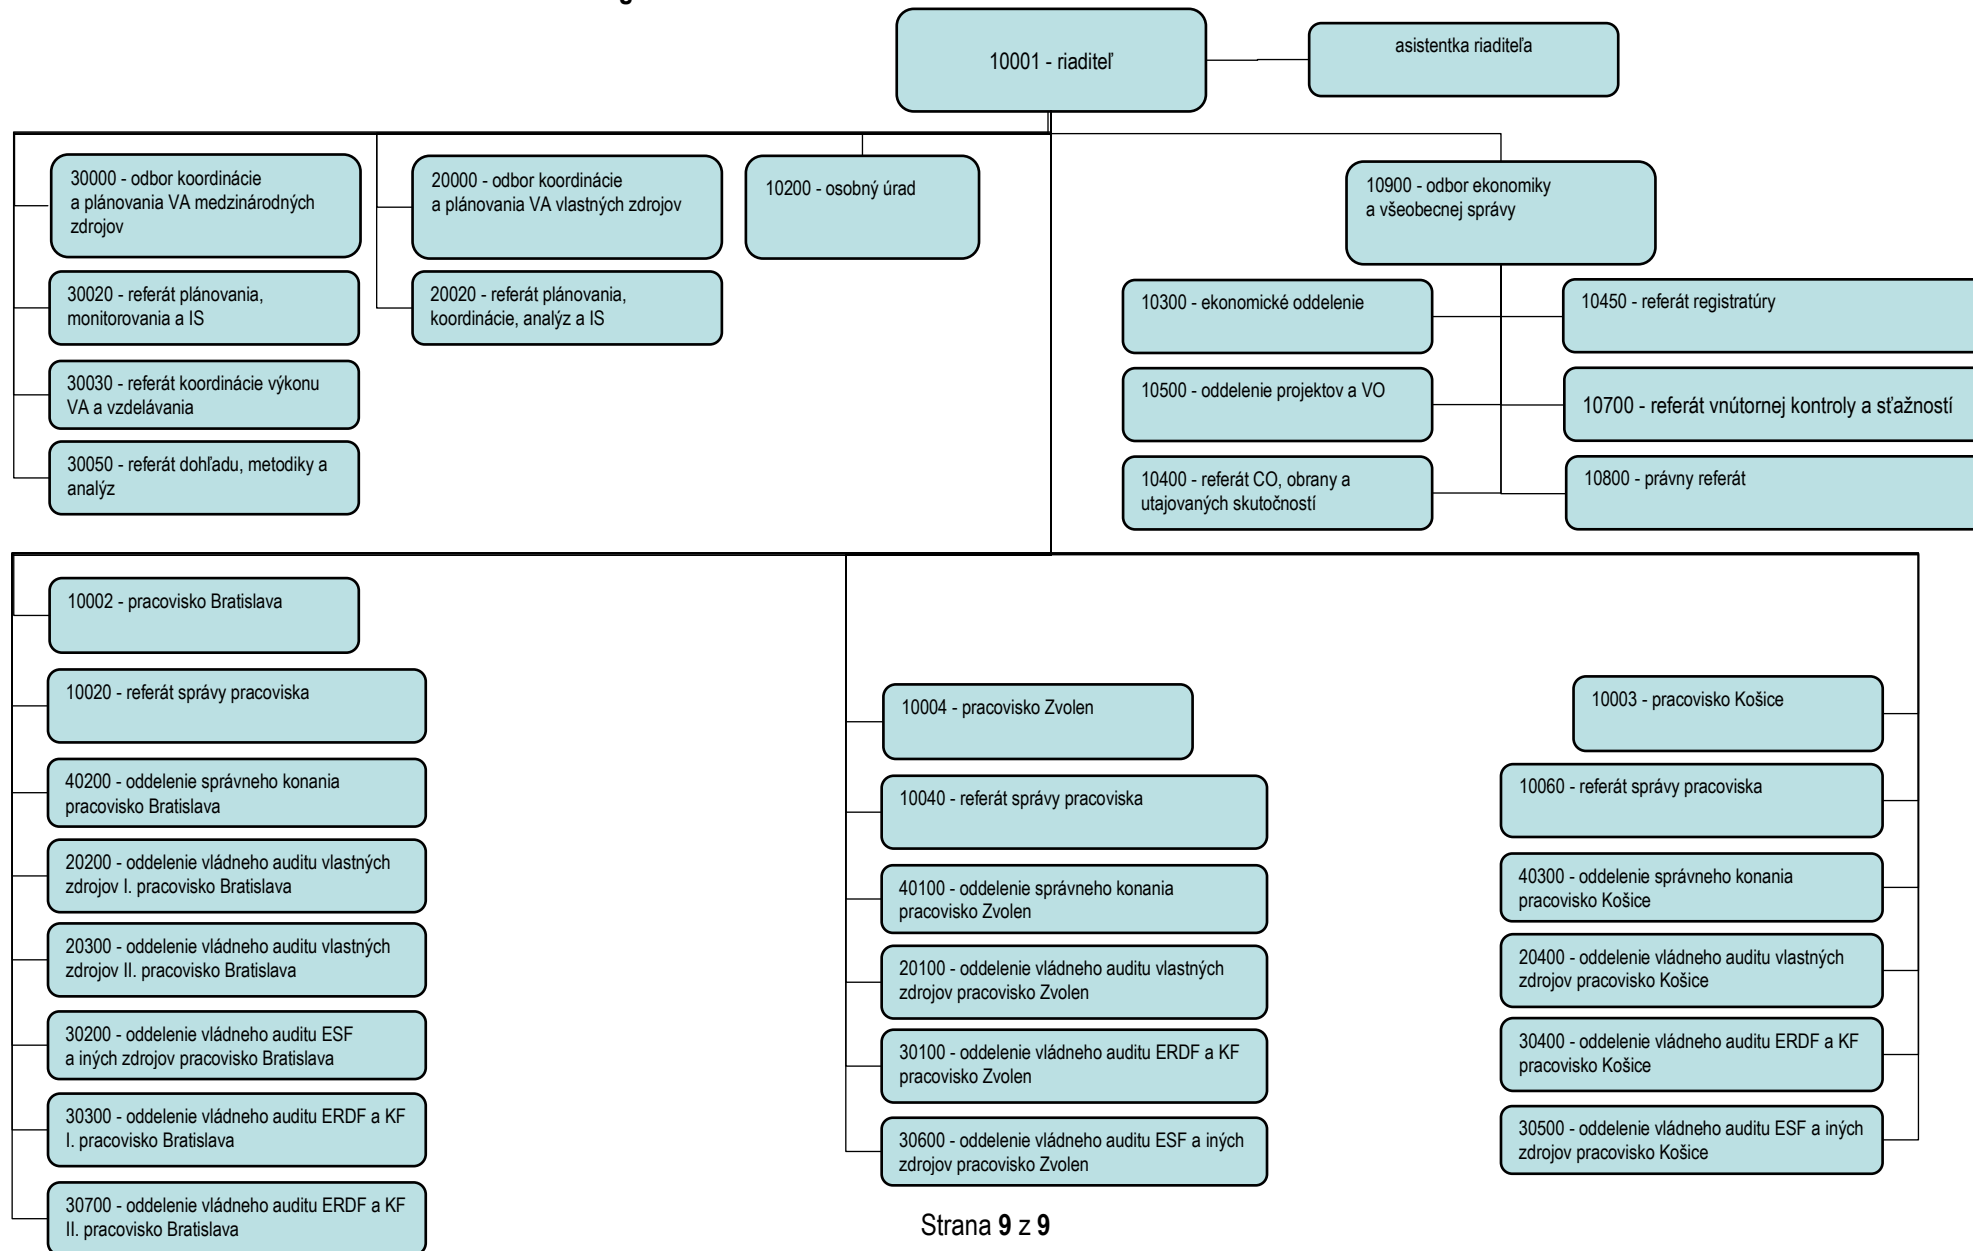 10001 - riaditeľ
asistentka riaditeľa
30000 - odbor koordinácie
a plánovania VA medzinárodných
zdrojov
20000 - odbor koordinácie
a plánovania VA vlastných zdrojov
10200 - osobný úrad
10900 - odbor ekonomiky
a všeobecnej správy
30020 - referát plánovania,
monitorovania a IS
20020 - referát plánovania,
koordinácie, analýz a IS
10300 - ekonomické oddelenie
10450 - referát registratúry
30030 - referát koordinácie výkonu
VA a vzdelávania
10500 - oddelenie projektov a VO
10700 - referát vnútornej kontroly a sťažností
30050 - referát dohľadu, metodiky a
analýz
10400 - referát CO, obrany a
utajovaných skutočností
10800 - právny referát
10002 - pracovisko Bratislava
10020 - referát správy pracoviska
40200 - oddelenie správneho konania
pracovisko Bratislava
20200 - oddelenie vládneho auditu vlastných
zdrojov I. pracovisko Bratislava
20300 - oddelenie vládneho auditu vlastných
zdrojov II. pracovisko Bratislava
30200 - oddelenie vládneho auditu ESF
a iných zdrojov pracovisko Bratislava
30300 - oddelenie vládneho auditu ERDF a KF
I. pracovisko Bratislava
30700 - oddelenie vládneho auditu ERDF a KF
II. pracovisko Bratislava
10004 - pracovisko Zvolen
10040 - referát správy pracoviska
40100 - oddelenie správneho konania
pracovisko Zvolen
20100 - oddelenie vládneho auditu vlastných
zdrojov pracovisko Zvolen
30100 - oddelenie vládneho auditu ERDF a KF
pracovisko Zvolen
30600 - oddelenie vládneho auditu ESF a iných
zdrojov pracovisko Zvolen
10003 - pracovisko Košice
10060 - referát správy pracoviska
40300 - oddelenie správneho konania
pracovisko Košice
20400 - oddelenie vládneho auditu vlastných
zdrojov pracovisko Košice
30400 - oddelenie vládneho auditu ERDF a KF
pracovisko Košice
30500 - oddelenie vládneho auditu ESF a iných
zdrojov pracovisko Košice
Strana 9 z 9